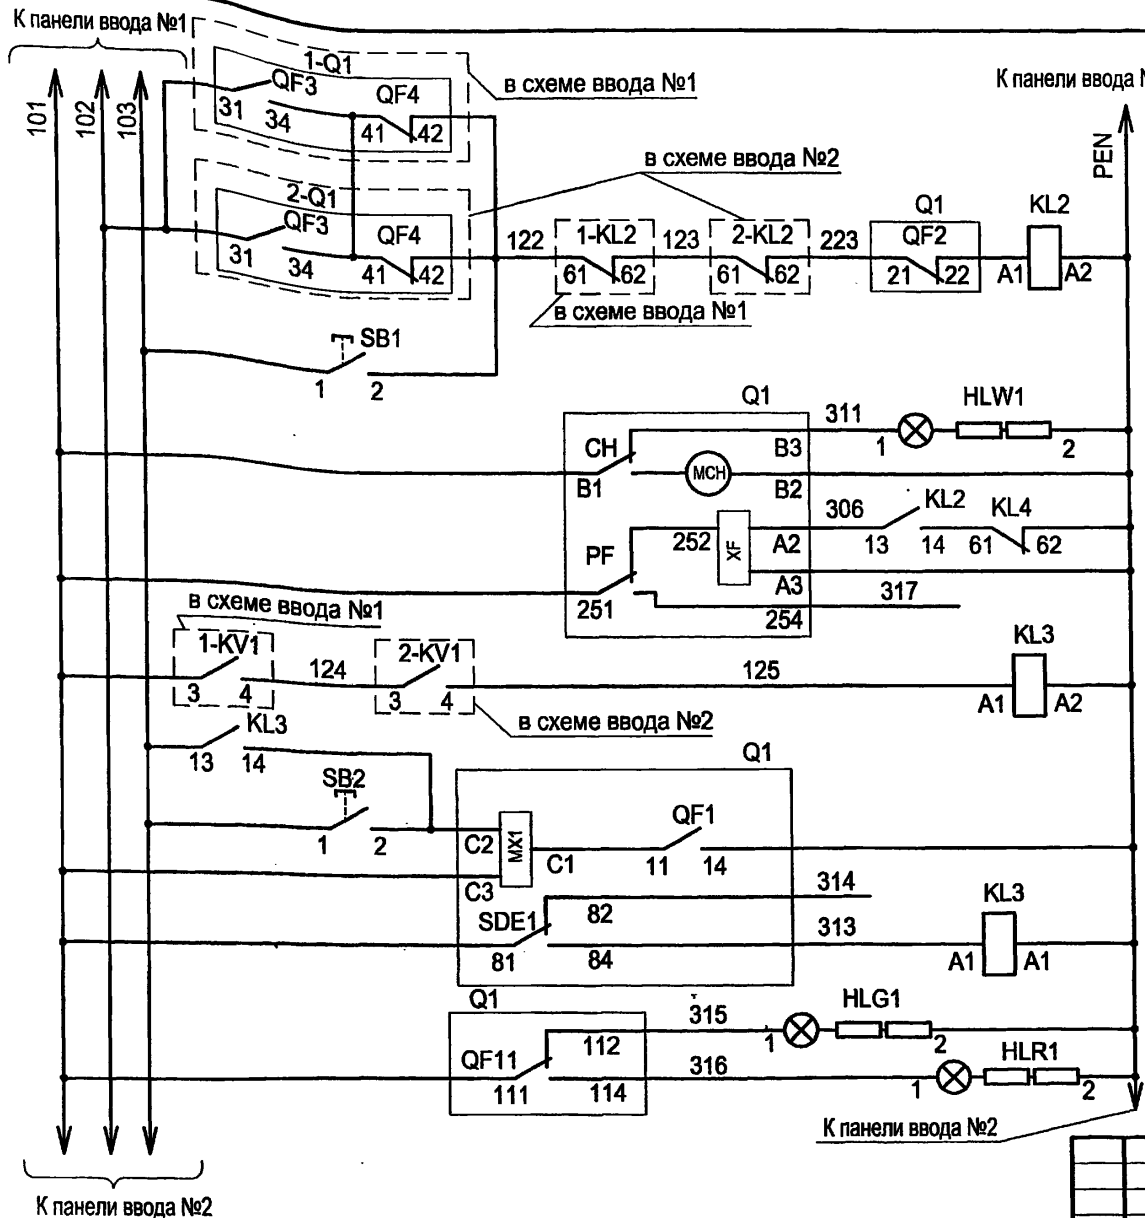 К панели ввода №1
101
102
103
1-Q1
QF3
31
34
QF4
41
42
в схеме ввода №1
К панели ввода №
PEN
в схеме ввода №2
2-Q1
QF3
31
34
QF4
41
42
122
1-KL2
61
62
123
2-KL2
61
62
223
Q1
QF2
21
22
KL2
A1
A2
в схеме ввода №1
SB1
1
2
Q1
CH
B1
MCH
B3
B2
311
1
HLW1
2
PF
251
252
XF
A2
A3
254
306
KL2
13
14
KL4
61
62
317
в схеме ввода №1
1-KV1
3
4
124
2-KV1
3
4
125
KL3
A1
A2
в схеме ввода №2
KL3
13
14
SB2
1
2
Q1
C2
MX1
C1
C3
QF1
11
14
SDE1
81
82
84
314
313
KL3
A1
A1
Q1
QF11
111
112
114
315
1
HLG1
2
316
1
HLR1
2
К панели ввода №2
К панели ввода №2